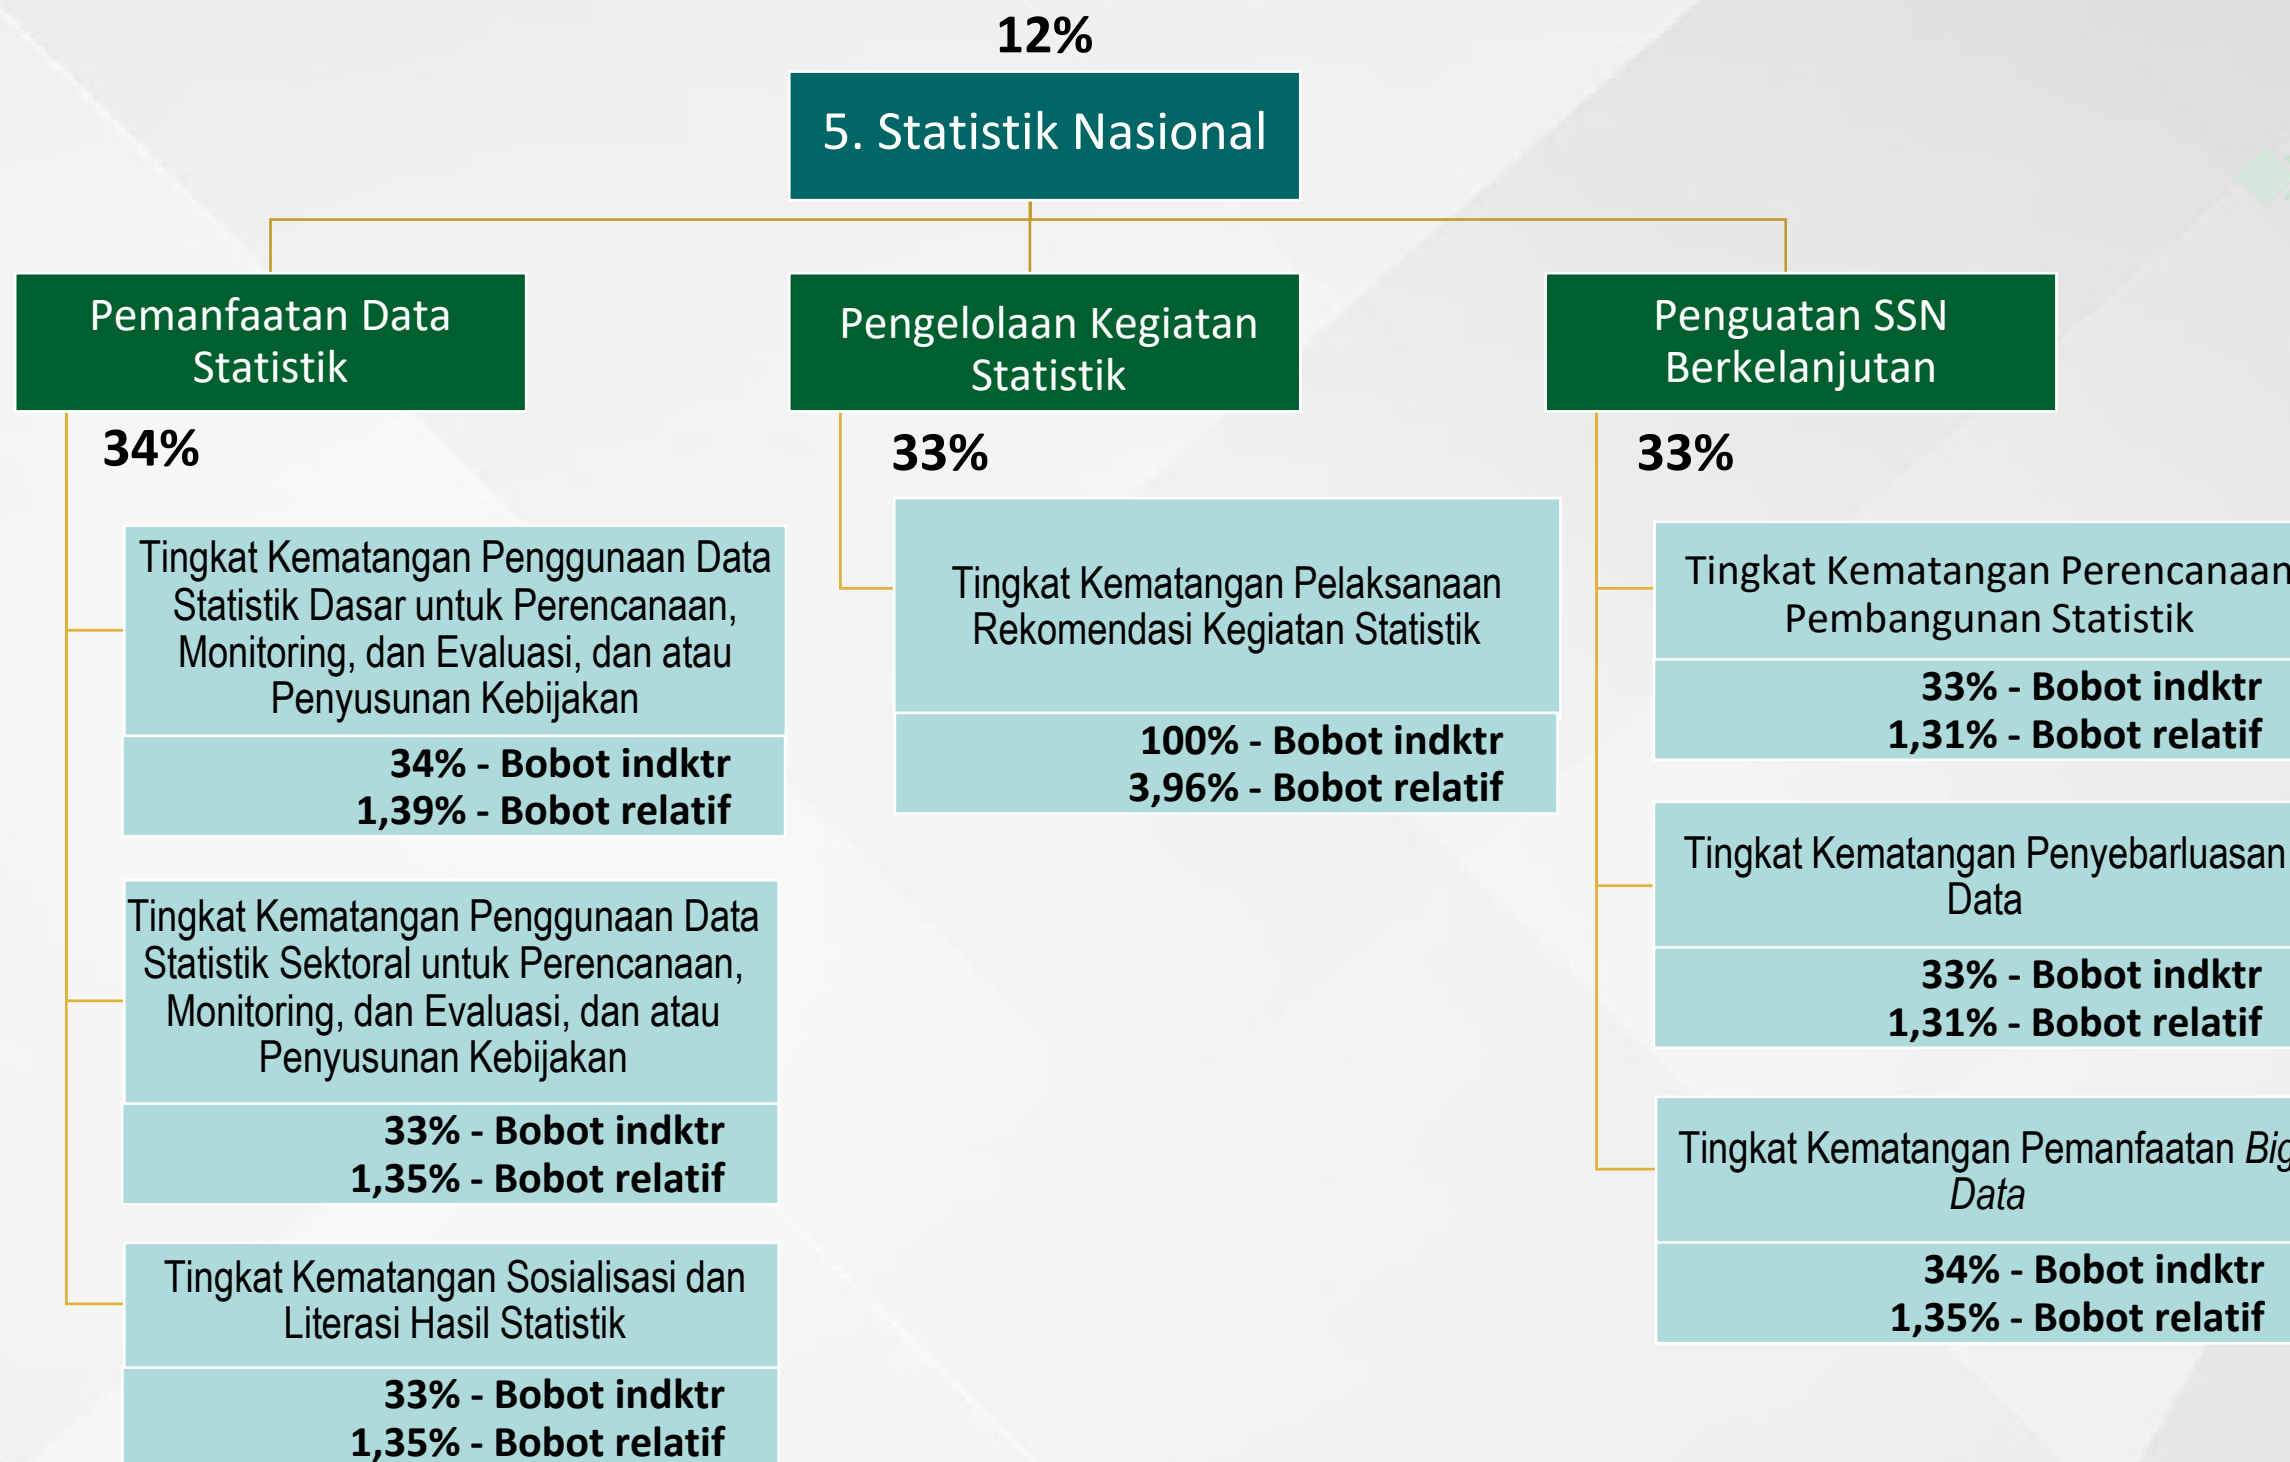 12%
5. Statistik Nasional
Pemanfaatan Data
Statistik
34%
Tingkat Kematangan Penggunaan Data
Statistik Dasar untuk Perencanaan,
Monitoring, dan Evaluasi, dan atau
Penyusunan Kebijakan
34% - Bobot indktr
1,39% - Bobot relatif
Tingkat Kematangan Penggunaan Data
Statistik Sektoral untuk Perencanaan,
Monitoring, dan Evaluasi, dan atau
Penyusunan Kebijakan
33% - Bobot indktr
1,35% - Bobot relatif
Tingkat Kematangan Sosialisasi dan
Literasi Hasil Statistik
33% - Bobot indktr
1,35% - Bobot relatif
Pengelolaan Kegiatan
Statistik
33%
Tingkat Kematangan Pelaksanaan
Rekomendasi Kegiatan Statistik
100% - Bobot indktr
3,96% - Bobot relatif
Penguatan SSN
Berkelanjutan
33%
Tingkat Kematangan Perencanaan
Pembangunan Statistik
33% - Bobot indktr
1,31% - Bobot relatif
Tingkat Kematangan Penyebarluasan
Data
33% - Bobot indktr
1,31% - Bobot relatif
Tingkat Kematangan Pemanfaatan Big
Data
34% - Bobot indktr
1,35% - Bobot relatif